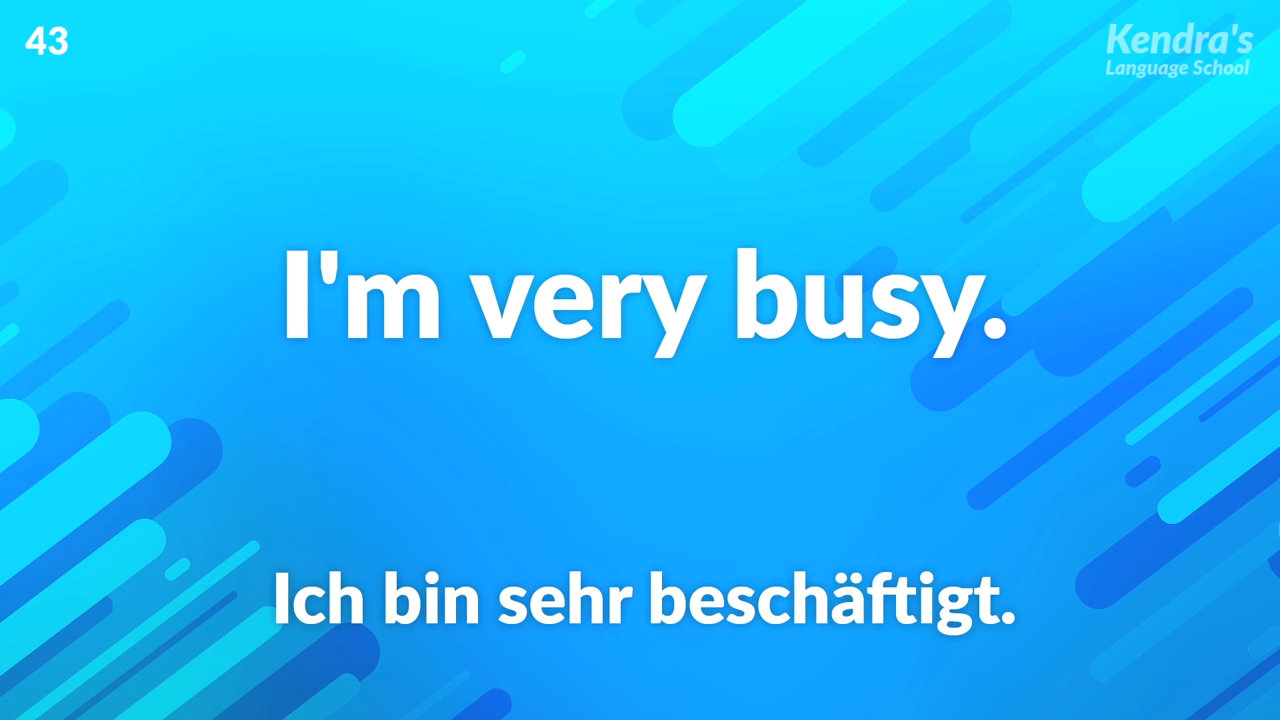 43
Kendra's
Language School
I'm very busy.
Ich bin sehr beschäftigt.